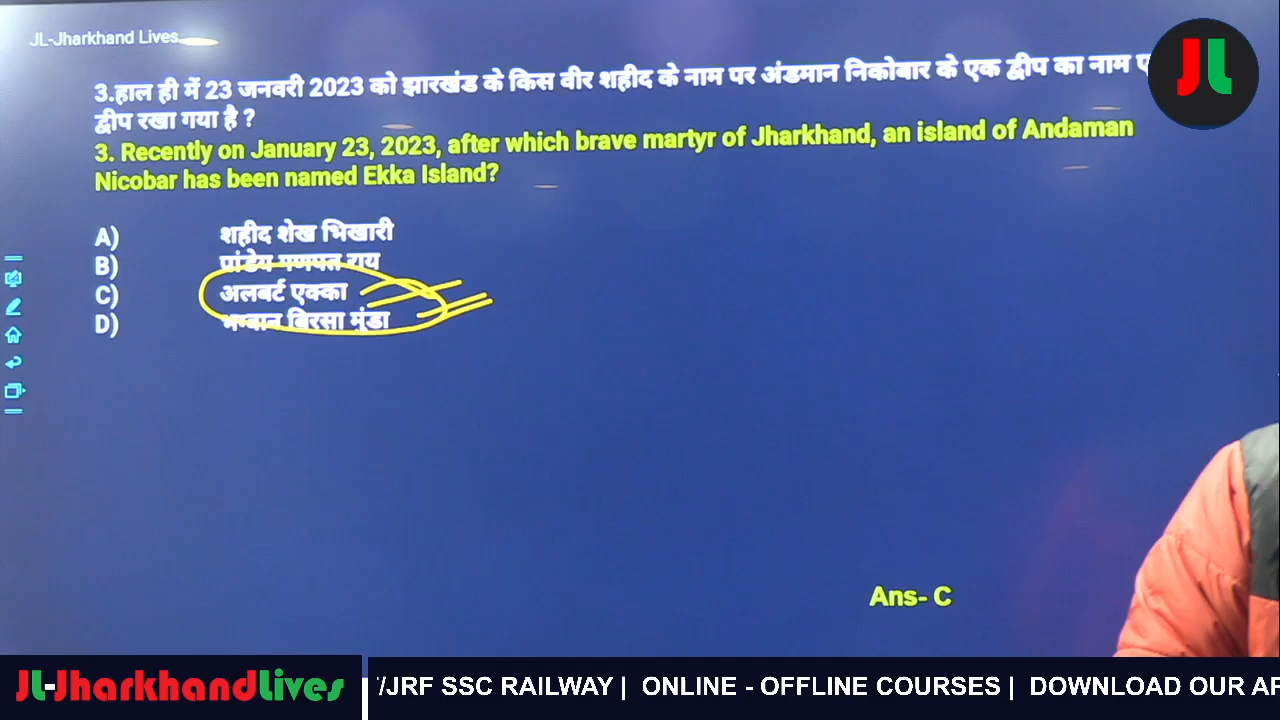 JL-Jharkhand Lives
JL
3.हाल ही में 23 जनवरी 2023 को झारखंड के किस वीर शहीद के नाम पर अंडमान निकोबार के एक द्वीप का नाम
द्वीप रखा गया है ?
3. Recently on January 23, 2023, after which brave martyr of Jharkhand, an island of Andaman
Nicobar has been named Ekka Island?
A) शहीद शेख भिखारी
B) पांडेय गणपत राय
C) अलबर्ट एक्का
D) भगवान बिरसा मुंडा
Ans- C
JL-JharkhandLives
/JRF SSC RAILWAY | ONLINE - OFFLINE COURSES | DOWNLOAD OUR